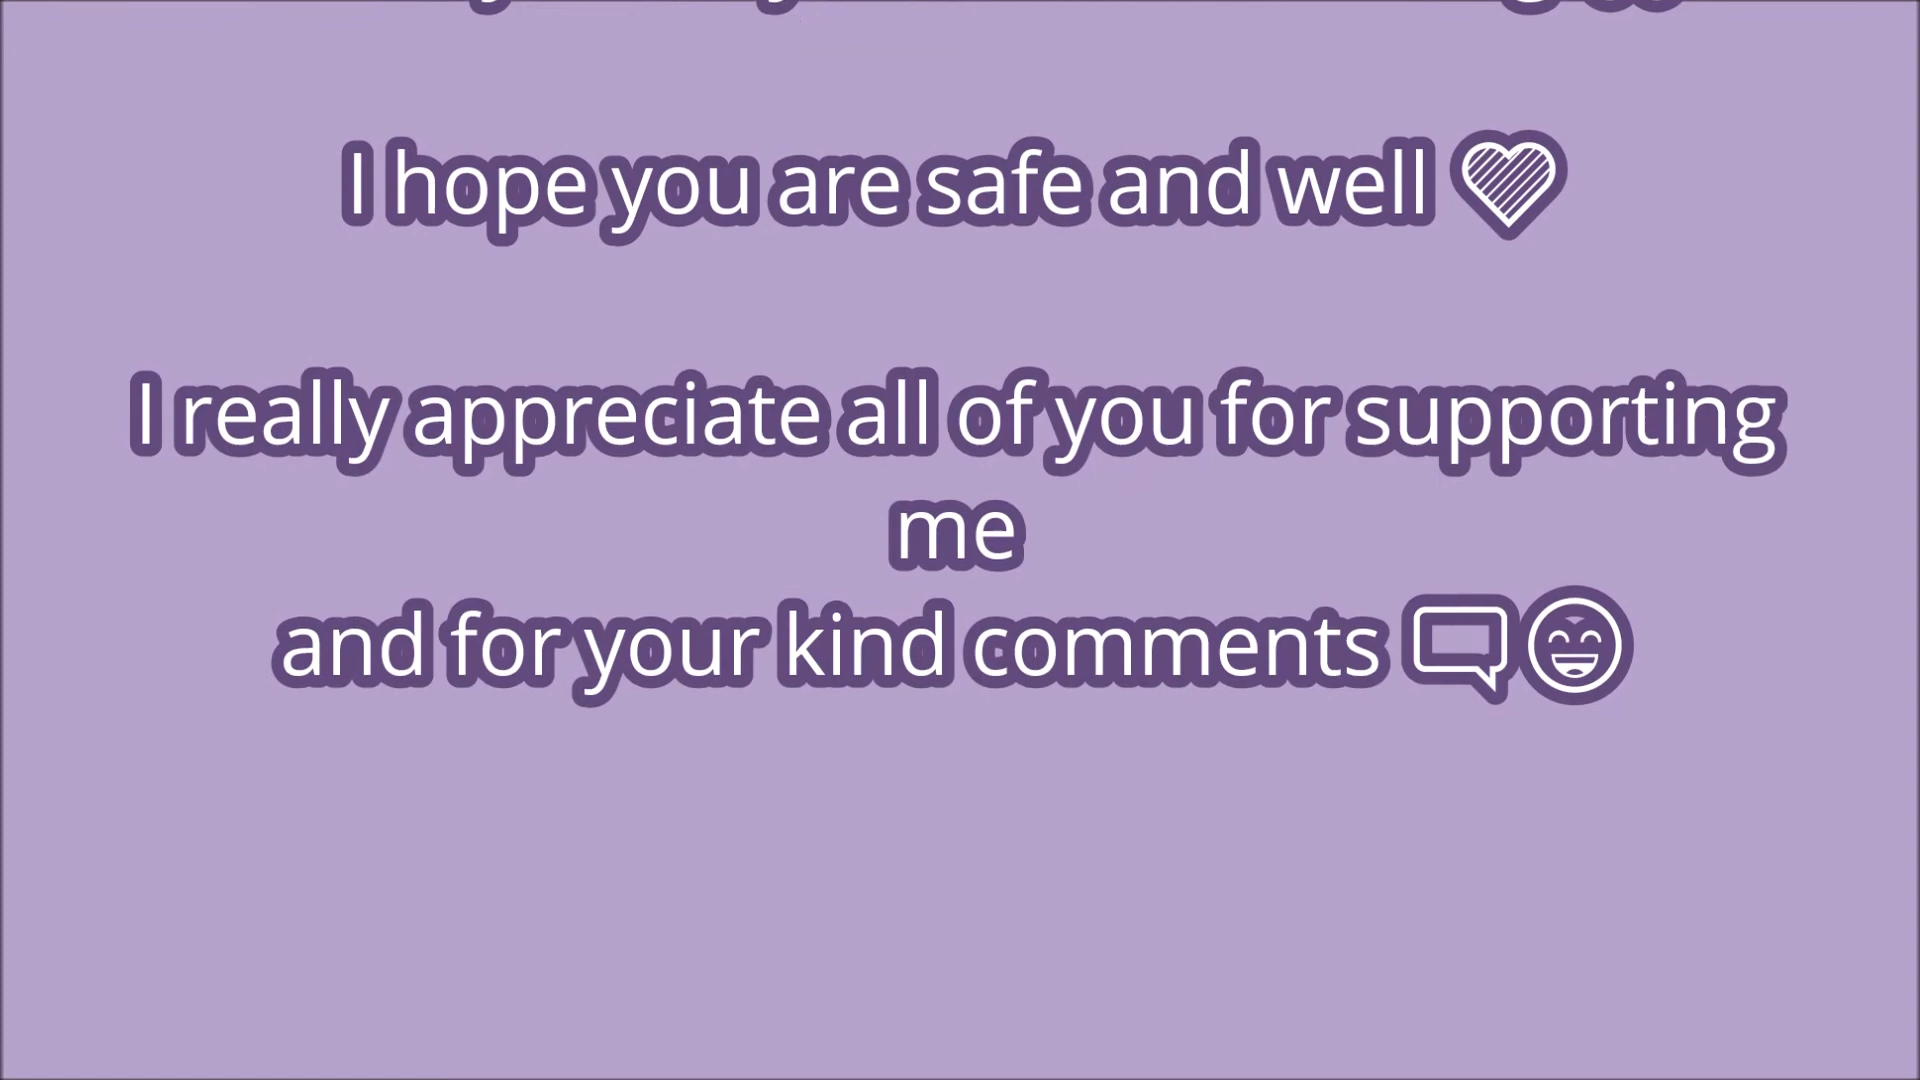 I hope you are safe and well 💜
I really appreciate all of you for supporting
me
and for your kind comments 🗨😄